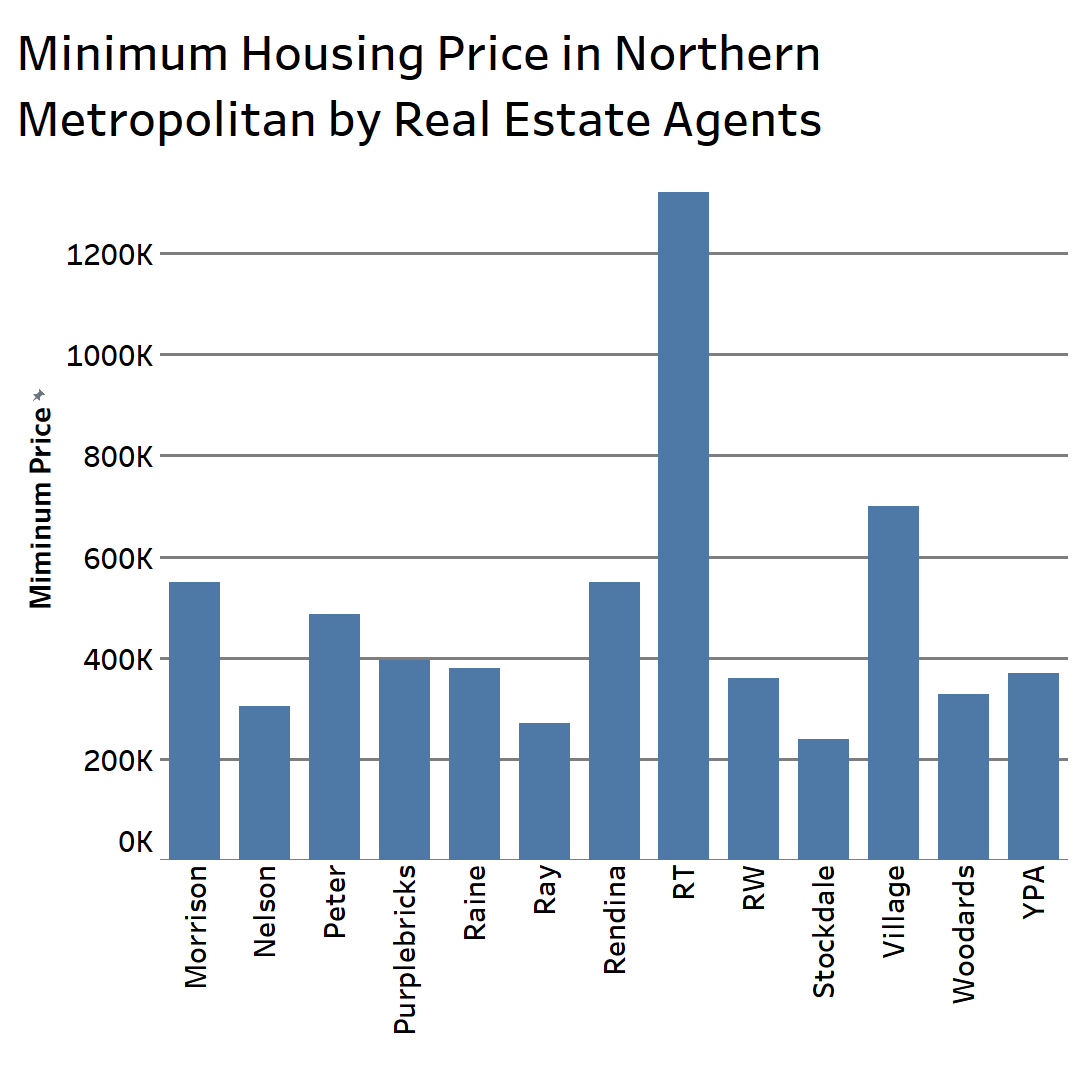 Minimum Housing Price in Northern
Metropolitan by Real Estate Agents
1200K
1000K
800K
600K
400K
200K
0K
Miminum Price
Morrison
Nelson
Peter
Purplebricks
Raine
Ray
Rendina
RT
RW
Stockdale
Village
Woodards
YPA